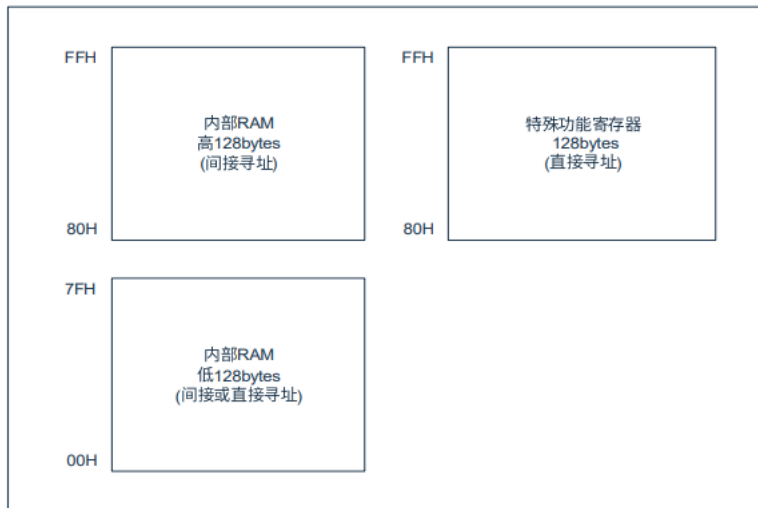 FFH
内部RAM
高128bytes
(间接寻址)
80H
FFH
特殊功能寄存器
128bytes
(直接寻址)
80H
7FH
内部RAM
低128bytes
(间接或直接寻址)
00H